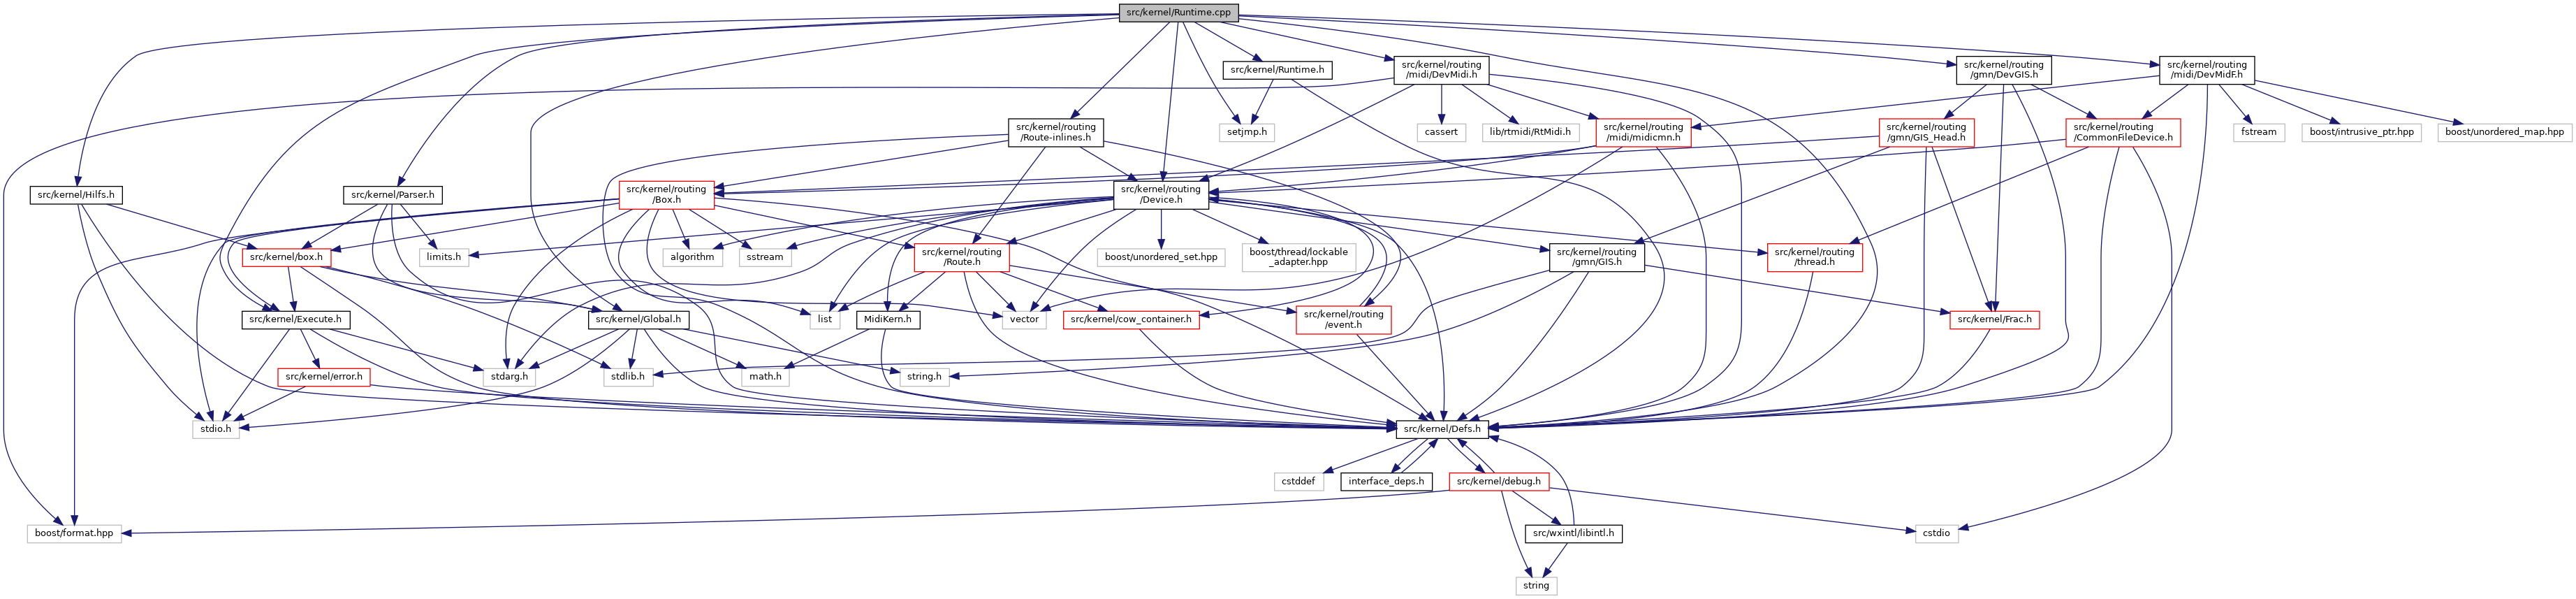 src/kernel/Runtime.cpp
src/kernel/Runtime.h
src/kernel/routing
/midi/DevMidi.h
src/kernel/routing
/gmn/DevGIS.h
src/kernel/routing
/midi/DevMidF.h
src/kernel/routing
/Route-inlines.h
setjmp.h
cassert
lib/rtmidi/RtMidi.h
src/kernel/routing
/midi/midicmn.h
src/kernel/routing
/gmn/GIS_Head.h
src/kernel/routing
/CommonFileDevice.h
fstream
boost/intrusive_ptr.hpp
boost/unordered_map.hpp
src/kernel/Hilfs.h
src/kernel/Parser.h
src/kernel/routing
/Box.h
src/kernel/routing
/Device.h
src/kernel/box.h
limits.h
algorithm
sstream
src/kernel/routing
/Route.h
boost/unordered_set.hpp
boost/thread/lockable
_adapter.hpp
src/kernel/routing
/gmn/GIS.h
src/kernel/routing
/thread.h
src/kernel/Execute.h
src/kernel/Global.h
list
MidiKern.h
vector
src/kernel/cow_container.h
src/kernel/routing
/event.h
src/kernel/Frac.h
src/kernel/error.h
stdarg.h
stdlib.h
math.h
string.h
stdio.h
src/kernel/Defs.h
cstddef
interface_deps.h
src/kernel/debug.h
boost/format.hpp
src/wxintl/libintl.h
cstdio
string